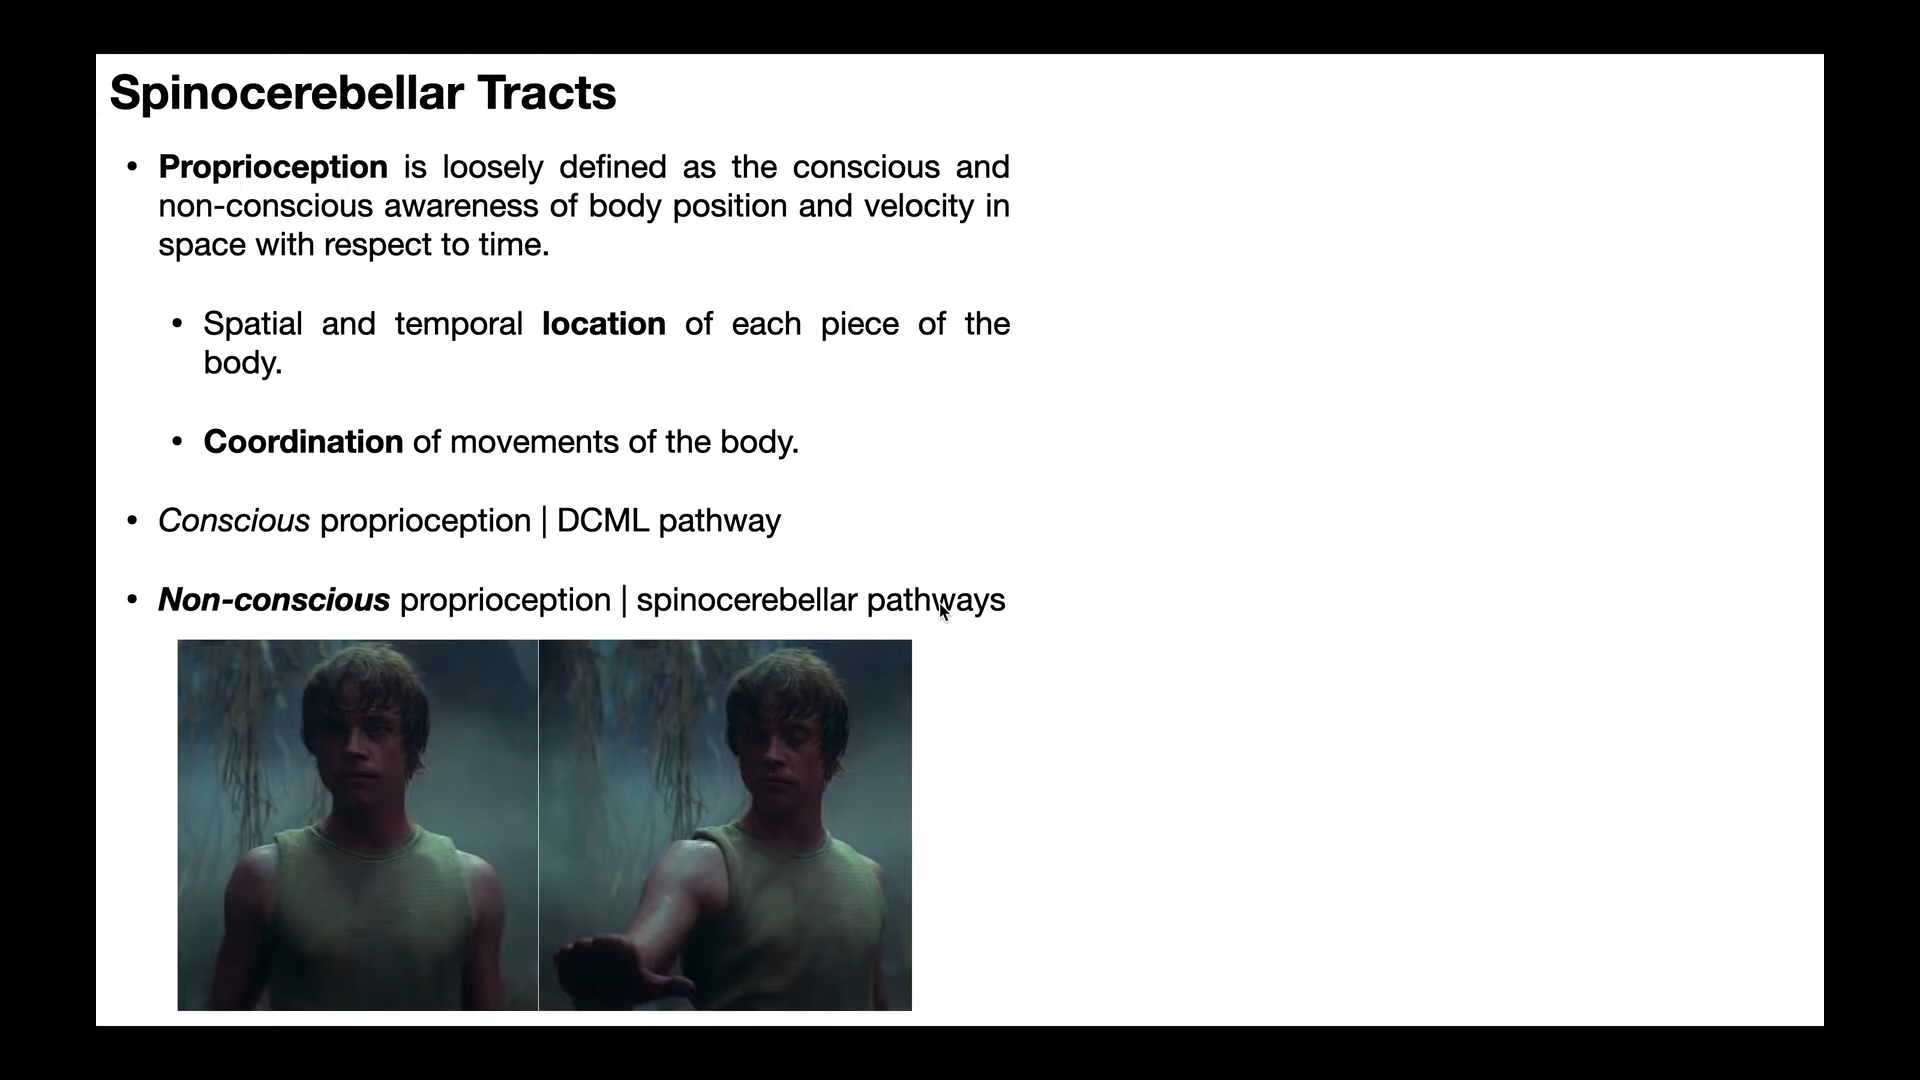 Spinocerebellar Tracts
• Proprioception is loosely defined as the conscious and
non-conscious awareness of body position and velocity in
space with respect to time.
• Spatial and temporal location of each piece of the
body.
• Coordination of movements of the body.
• Conscious proprioception | DCML pathway
• Non-conscious proprioception | spinocerebellar pathways